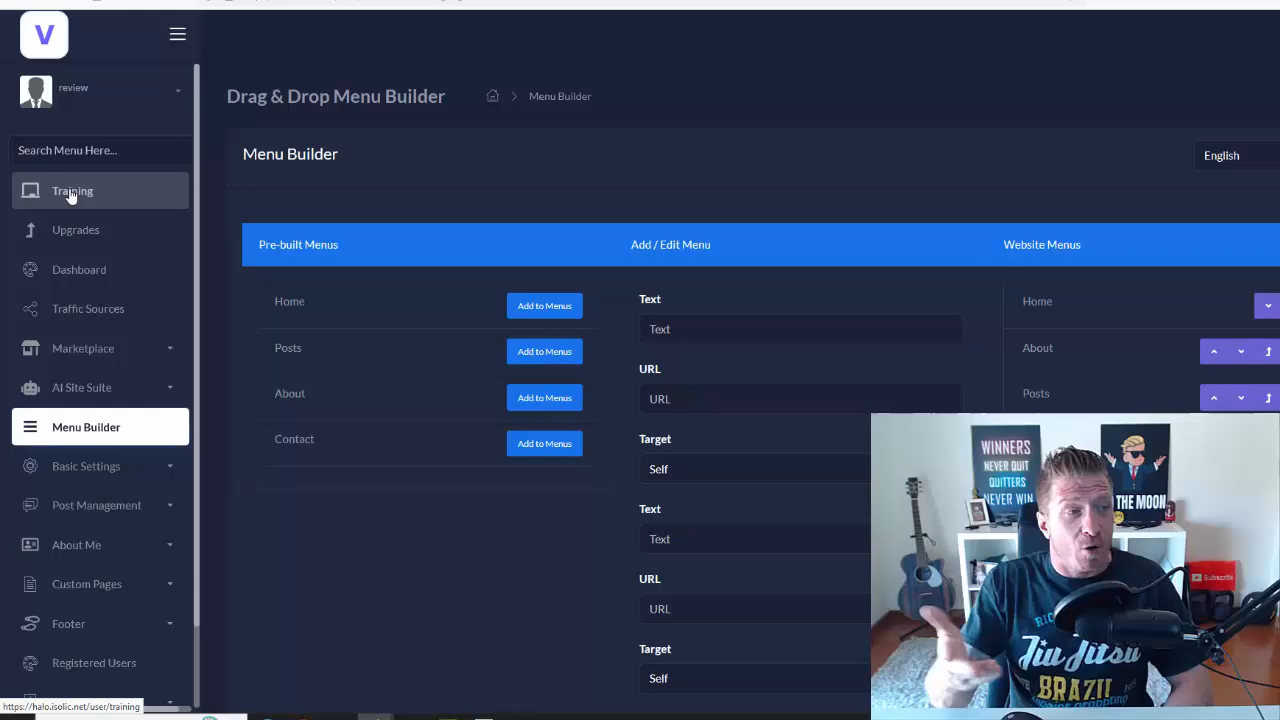 V
review
Search Menu Here...
Training
Upgrades
Dashboard
Traffic Sources
Marketplace
AI Site Suite
Menu Builder
Basic Settings
Post Management
About Me
Custom Pages
Footer
Registered Users
https://halo.isolic.net/user/training
Drag & Drop Menu Builder
Menu Builder
Menu Builder
English
Pre-built Menus
Add / Edit Menu
Website Menus
Home
Add to Menus
Posts
Add to Menus
About
Add to Menus
Contact
Add to Menus
Text
Text
URL
URL
Target
Self
Text
Text
URL
URL
Target
Self
Home
About
Posts
WINNERS
NEVER QUIT
QUITTERS
NEVER WIN
THE MOON
Subscribe
Jiu Jitsu
BRAZIL